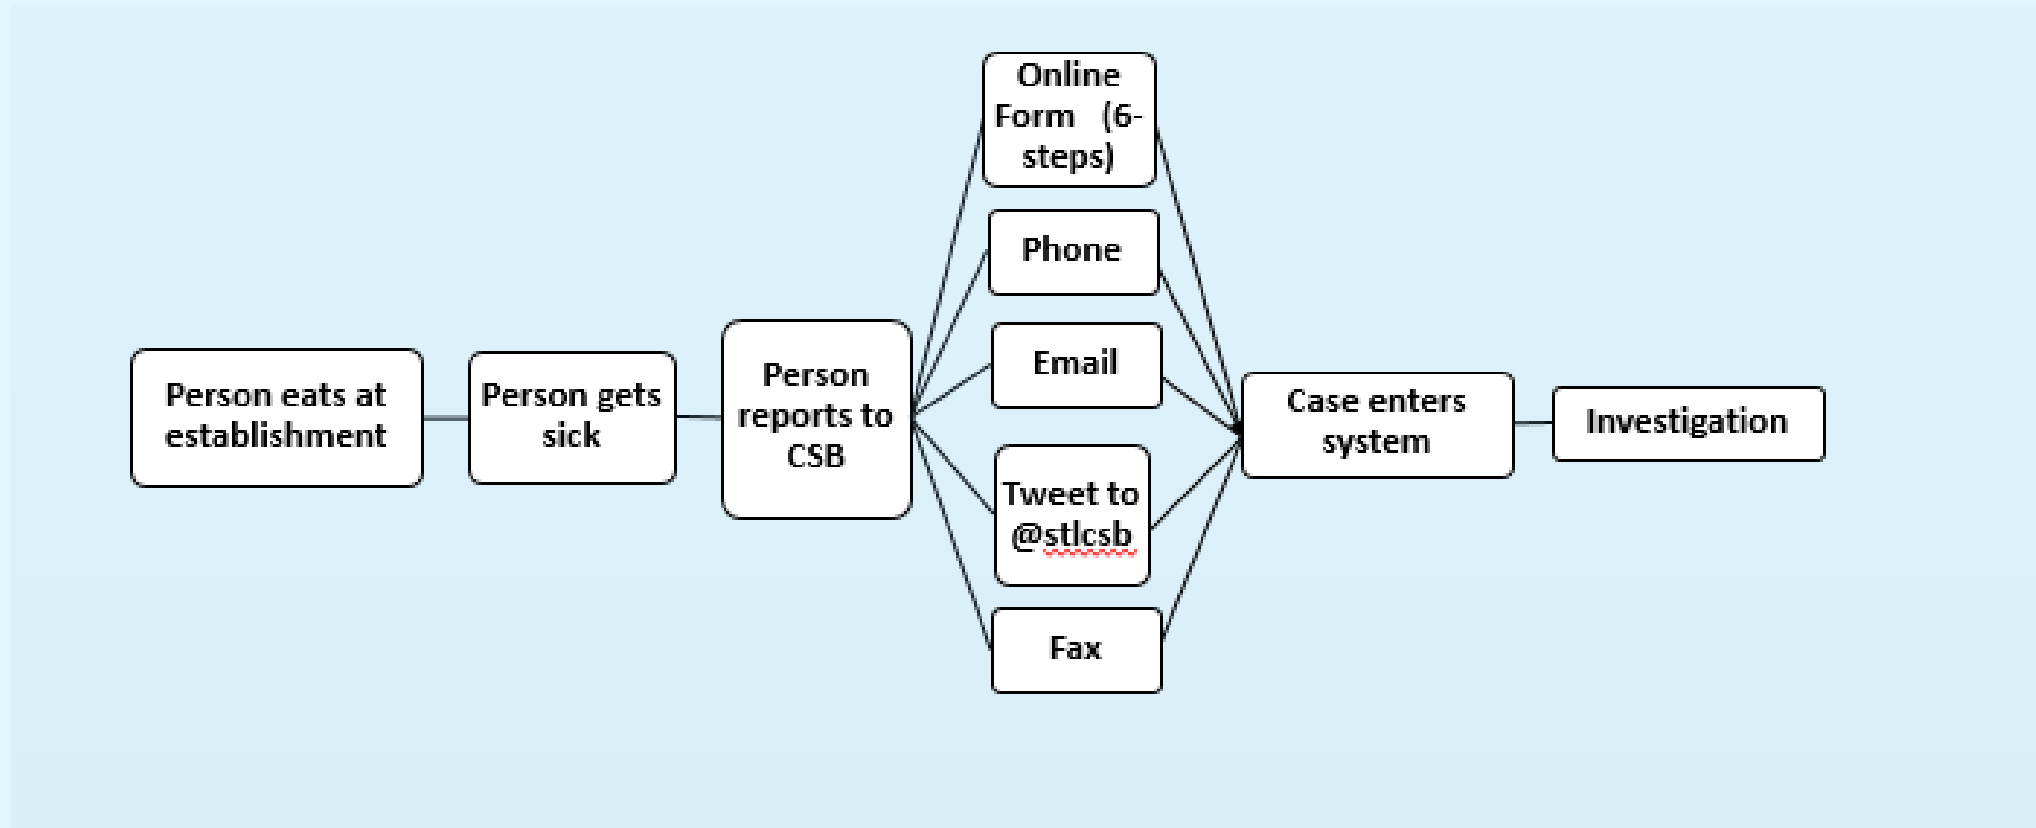 Person eats at
establishment
Person gets
sick
Person
reports to
CSB
Online
Form (6-
steps)
Phone
Email
Tweet to
@stlcsb
Fax
Case enters
system
Investigation